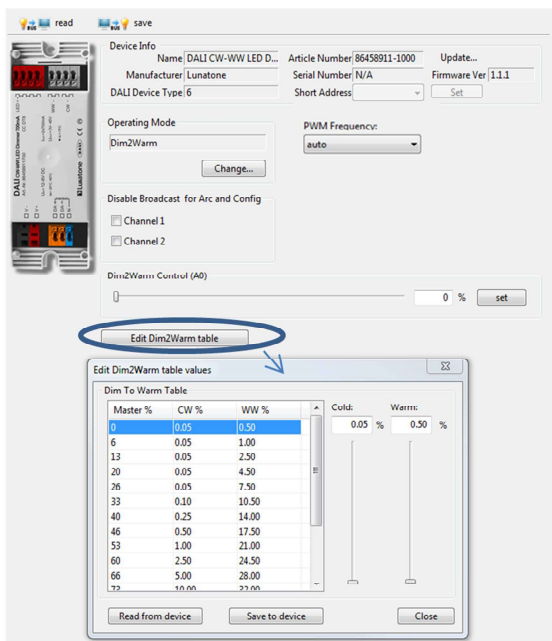 read save
Device Info
Name DALI CW-WW LED D... Article Number 86458911-1000 Update...
Manufacturer Lunatone Serial Number N/A Firmware Ver 1.1.1
DALI Device Type 6 Short Address Set
Operating Mode PWM Frequency:
Dim2Warm auto
Change...
Disable Broadcast for Arc and Config
Channel 1
Channel 2
Dim2Warm Control (A0)
0 % set
Edit Dim2Warm table
Edit Dim2Warm table values
Dim To Warm Table
Master % CW % WW % Cold: Warm:
0 0.05 0.50 0.05 % 0.50 %
6 0.05 1.00
13 0.05 2.50
20 0.05 4.50
26 0.05 7.50
33 0.10 10.50
40 0.25 14.00
46 0.50 17.50
53 1.00 21.00
60 2.50 24.50
66 5.00 28.00
73 10.00 32.00
Read from device Save to device Close